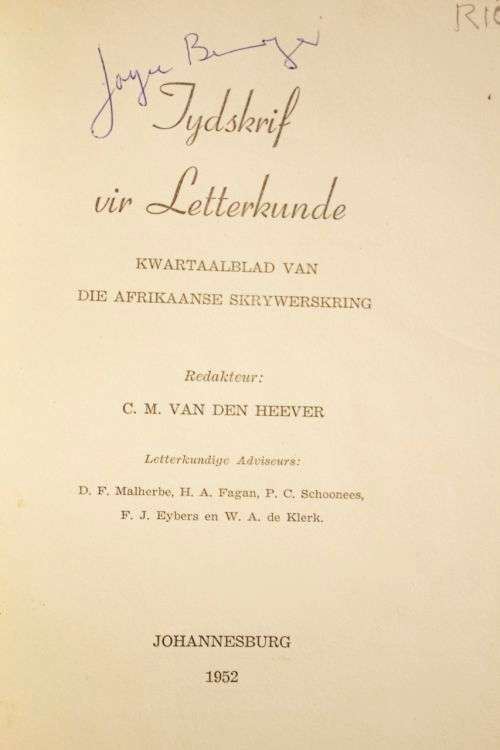 Joyce
Tydskrif
vir Letterkunde
KWARTAALBLAD VAN
DIE AFRIKAANSE SKRYWERSKRING
Redakteur:
C. M. VAN DEN HEEVER
Letterkundige Adviseurs:
D. F. Malherbe, H. A. Fagan, P. C. Schoonees,
F. J. Eybers en W. A. de Klerk.
JOHANNESBURG
1952